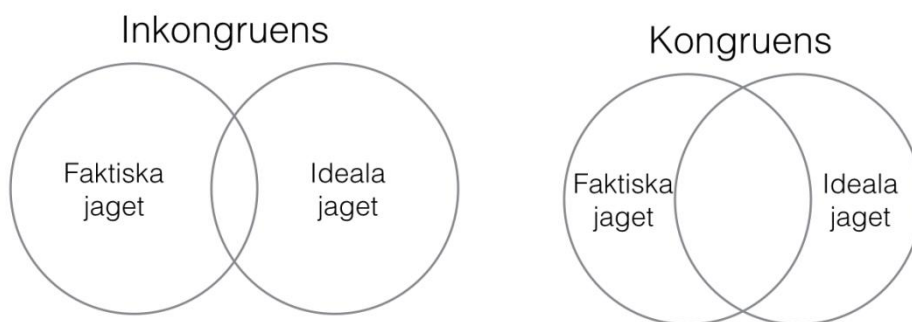 Inkongruens
Faktiska
jaget
Ideala
jaget
Kongruens
Faktiska
jaget
Ideala
jaget